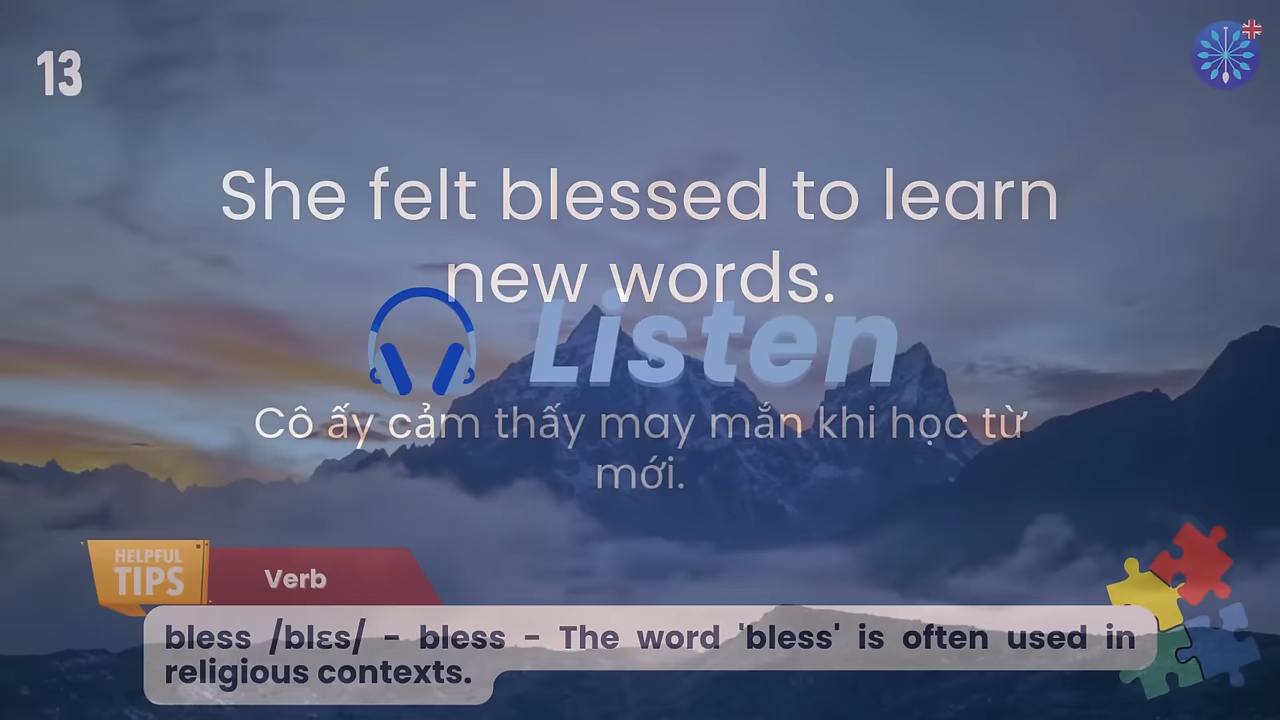 13
She felt blessed to learn
new words.
Listen
Cô ấy cảm thấy may mắn khi học từ
mới.
HELPFUL
TIPS
Verb
bless /blɛs/ - bless - The word 'bless' is often used in
religious contexts.